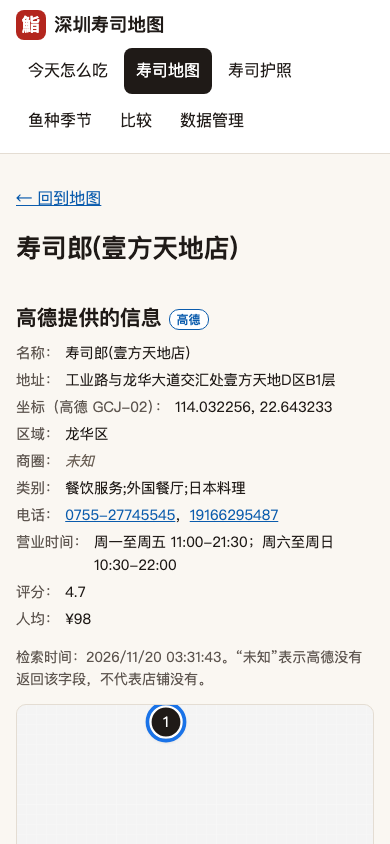 鮨 深圳寿司地图
今天怎么吃 寿司地图 寿司护照
鱼种季节 比较 数据管理
← 回到地图
寿司郎(壹方天地店)
高德提供的信息 高德
名称： 寿司郎(壹方天地店)
地址： 工业路与龙华大道交汇处壹方天地D区B1层
坐标（高德 GCJ-02）： 114.032256, 22.643233
区域： 龙华区
商圈： 未知
类别： 餐饮服务;外国餐厅;日本料理
电话： 0755-27745545，19166295487
营业时间： 周一至周五 11:00-21:30；周六至周日
10:30-22:00
评分： 4.7
人均： ¥98
检索时间：2026/11/20 03:31:43。“未知”表示高德没有
返回该字段，不代表店铺没有。
1